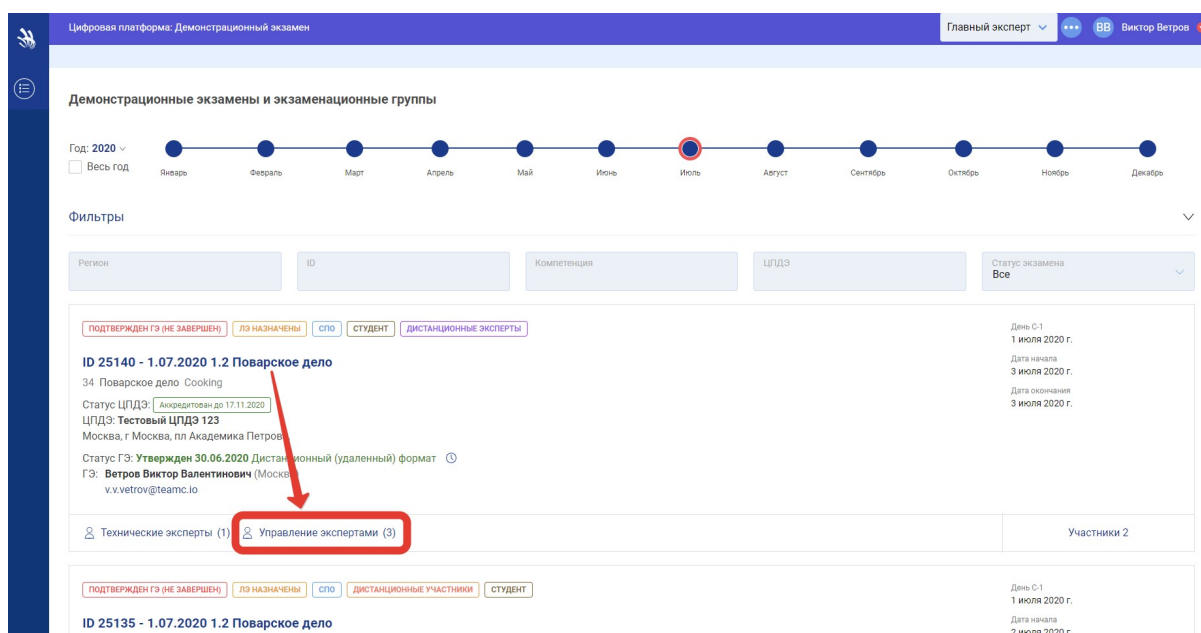 Цифровая платформа: Демонстрационный экзамен
Главный эксперт
ВВ Виктор Ветров
Демонстрационные экзамены и экзаменационные группы
Год: 2020
Весь год
Январь Февраль Март Апрель Май Июнь Июль Август Сентябрь Октябрь Ноябрь Декабрь
Фильтры
Регион ID Компетенция ЦПДЭ Статус экзамена
Все
ПОДТВЕРЖДЕН ГЭ (НЕ ЗАВЕРШЕН) ЛЭ НАЗНАЧЕНЫ СПО СТУДЕНТ ДИСТАНЦИОННЫЕ ЭКСПЕРТЫ
День C-1
1 июля 2020 г.
ID 25140 - 1.07.2020 1.2 Поварское дело
Дата начала
3 июля 2020 г.
34 Поварское дело Cooking
Дата окончания
3 июля 2020 г.
Статус ЦПДЭ: Аккредитован до 17.11.2020
ЦПДЭ: Тестовый ЦПДЭ 123
Москва, г Москва, пл Академика Петрова
Статус ГЭ: Утвержден 30.06.2020 Дистанционный (удаленный) формат
ГЭ: Ветров Виктор Валентинович (Москва)
v.v.vetrov@teamc.io
Технические эксперты (1) Управление экспертами (3) Участники 2
ПОДТВЕРЖДЕН ГЭ (НЕ ЗАВЕРШЕН) ЛЭ НАЗНАЧЕНЫ СПО ДИСТАНЦИОННЫЕ УЧАСТНИКИ СТУДЕНТ
День C-1
1 июля 2020 г.
ID 25135 - 1.07.2020 1.2 Поварское дело
Дата начала
2 июля 2020 г.